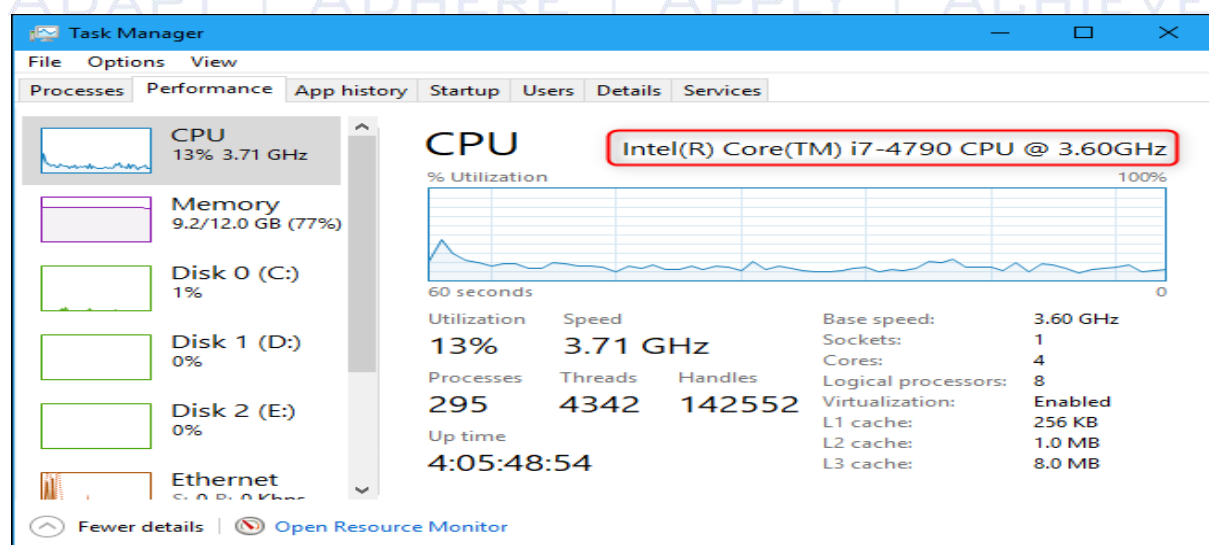 ADAPT | ADHERE | APPLY | ACHIEVE
Task Manager
File Options View
Processes Performance App history Startup Users Details Services
CPU
13% 3.71 GHz
Memory
9.2/12.0 GB (77%)
Disk 0 (C:)
1%
Disk 1 (D:)
0%
Disk 2 (E:)
0%
Ethernet
CPU Intel(R) Core(TM) i7-4790 CPU @ 3.60GHz
% Utilization 100%
60 seconds 0
Utilization Speed
13% 3.71 GHz
Processes Threads Handles
295 4342 142552
Up time
4:05:48:54
Base speed: 3.60 GHz
Sockets: 1
Cores: 4
Logical processors: 8
Virtualization: Enabled
L1 cache: 256 KB
L2 cache: 1.0 MB
L3 cache: 8.0 MB
Fewer details | Open Resource Monitor